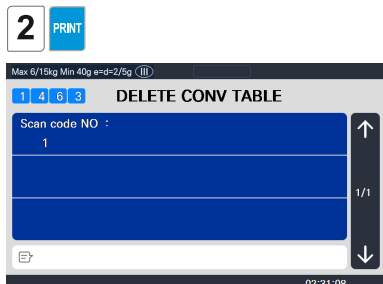 2 PRINT
Max 6/15kg Min 40g e=d=2/5g III
1 4 6 3 DELETE CONV TABLE
Scan code NO :
1
1/1
02:31:08